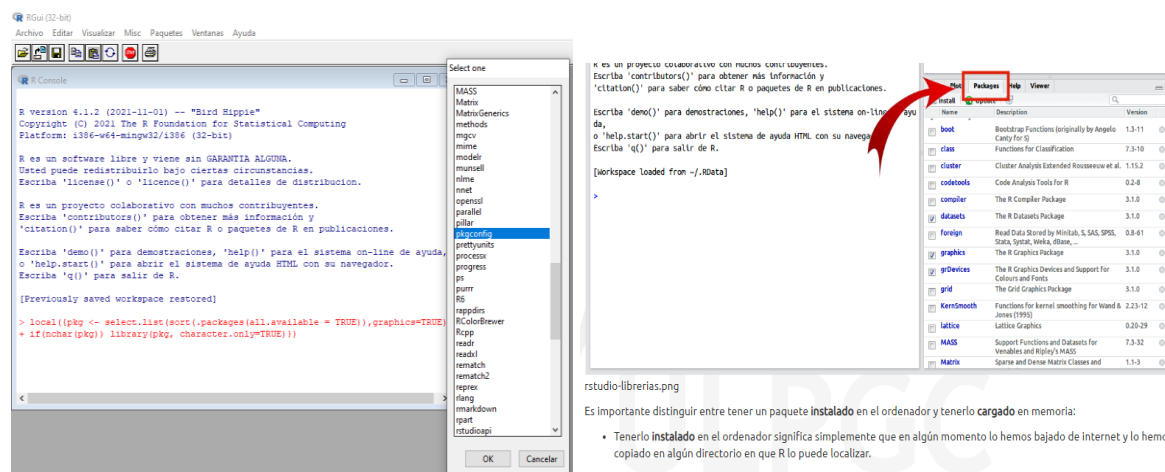 RGui (32-bit)
Archivo Editar Visualizar Misc Paquetes Ventanas Ayuda
STOP
R Console
R version 4.1.2 (2021-11-01) -- "Bird Hippie"
Copyright (C) 2021 The R Foundation for Statistical Computing
Platform: i386-w64-mingw32/i386 (32-bit)
R es un software libre y viene sin GARANTIA ALGUNA.
Usted puede redistribuirlo bajo ciertas circunstancias.
Escriba 'license()' o 'licence()' para detalles de distribucion.
R es un proyecto colaborativo con muchos contribuyentes.
Escriba 'contributors()' para obtener más información y
'citation()' para saber cómo citar R o paquetes de R en publicaciones.
Escriba 'demo()' para demostraciones, 'help()' para el sistema on-line de ayuda,
o 'help.start()' para abrir el sistema de ayuda HTML con su navegador.
Escriba 'q()' para salir de R.
[Previously saved workspace restored]
> local({pkg <- select.list(sort(.packages(all.available = TRUE)),graphics=TRUE)
+ if(nchar(pkg)) library(pkg, character.only=TRUE)})
Select one
MASS
Matrix
MatrixGenerics
methods
mgcv
mime
modelr
munsell
nlme
nnet
openssl
parallel
pillar
pkgconfig
prettyunits
processx
progress
ps
purrr
R6
rappdirs
RColorBrewer
Rcpp
readr
readxl
rematch
rematch2
reprex
rlang
rmarkdown
rpart
rstudioapi
OK Cancelar
R es un proyecto colaborativo con muchos contribuyentes.
Escriba 'contributors()' para obtener más información y
'citation()' para saber cómo citar R o paquetes de R en publicaciones.
Escriba 'demo()' para demostraciones, 'help()' para el sistema on-line de ayu
da,
o 'help.start()' para abrir el sistema de ayuda HTML con su navegador.
Escriba 'q()' para salir de R.
[Workspace loaded from ~/.RData]
>
Plot Packages Help Viewer
Install Update
Name Description Version
boot Bootstrap Functions (originally by Angelo Canty for S) 1.3-11
class Functions for Classification 7.3-10
cluster Cluster Analysis Extended Rousseeuw et al. 1.15.2
codetools Code Analysis Tools for R 0.2-8
compiler The R Compiler Package 3.1.0
datasets The R Datasets Package 3.1.0
foreign Read Data Stored by Minitab, S, SAS, SPSS, Stata, Systat, Weka, dBase, ... 0.8-61
graphics The R Graphics Package 3.1.0
grDevices The R Graphics Devices and Support for Colours and Fonts 3.1.0
grid The Grid Graphics Package 3.1.0
KernSmooth Functions for kernel smoothing for Wand & Jones (1995) 2.23-12
lattice Lattice Graphics 0.20-29
MASS Support Functions and Datasets for Venables and Ripley's MASS 7.3-32
Matrix Sparse and Dense Matrix Classes and 1.1-3
rstudio-librerias.png
ULPGC
Es importante distinguir entre tener un paquete instalado en el ordenador y tenerlo cargado en memoria:
• Tenerlo instalado en el ordenador significa simplemente que en algún momento lo hemos bajado de internet y lo hemo
copiado en algún directorio en que R lo puede localizar.